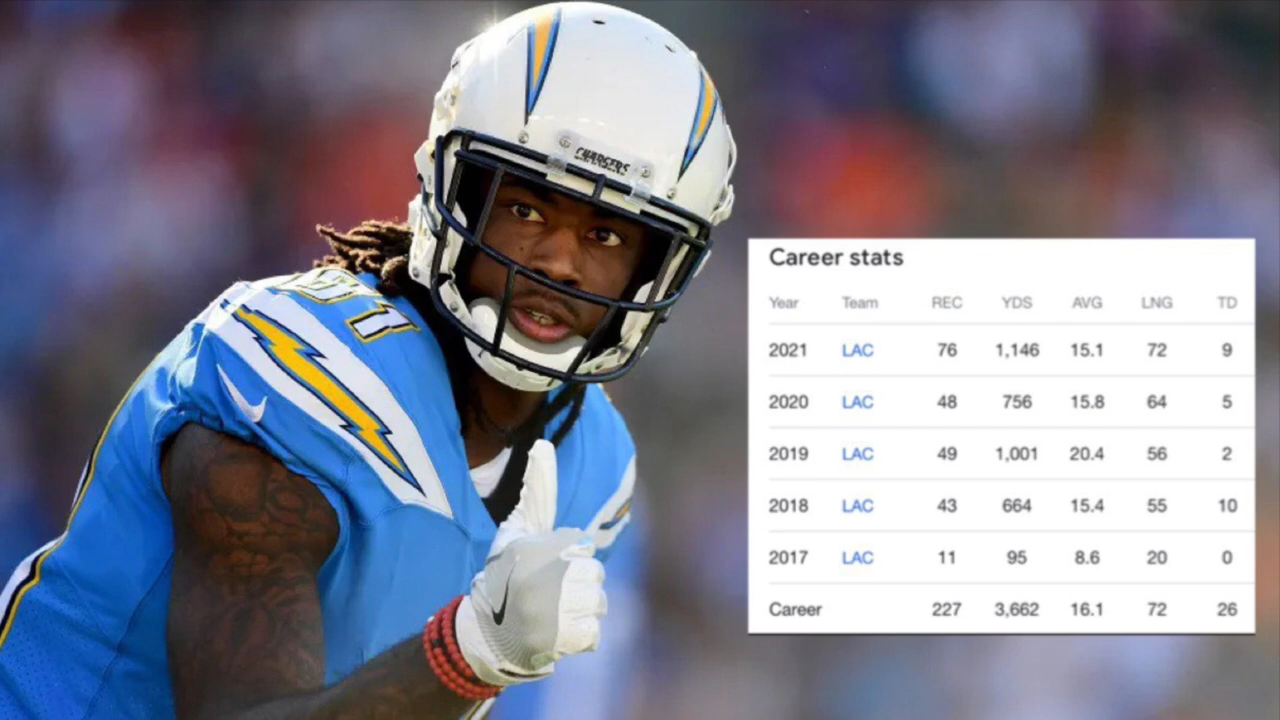 CHARGERS
81
Career stats
Year Team REC YDS AVG LNG TD
2021 LAC 76 1,146 15.1 72 9
2020 LAC 48 756 15.8 64 5
2019 LAC 49 1,001 20.4 56 2
2018 LAC 43 664 15.4 55 10
2017 LAC 11 95 8.6 20 0
Career 227 3,662 16.1 72 26